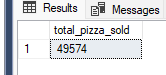 Results Messages
total_pizza_sold
1 49574